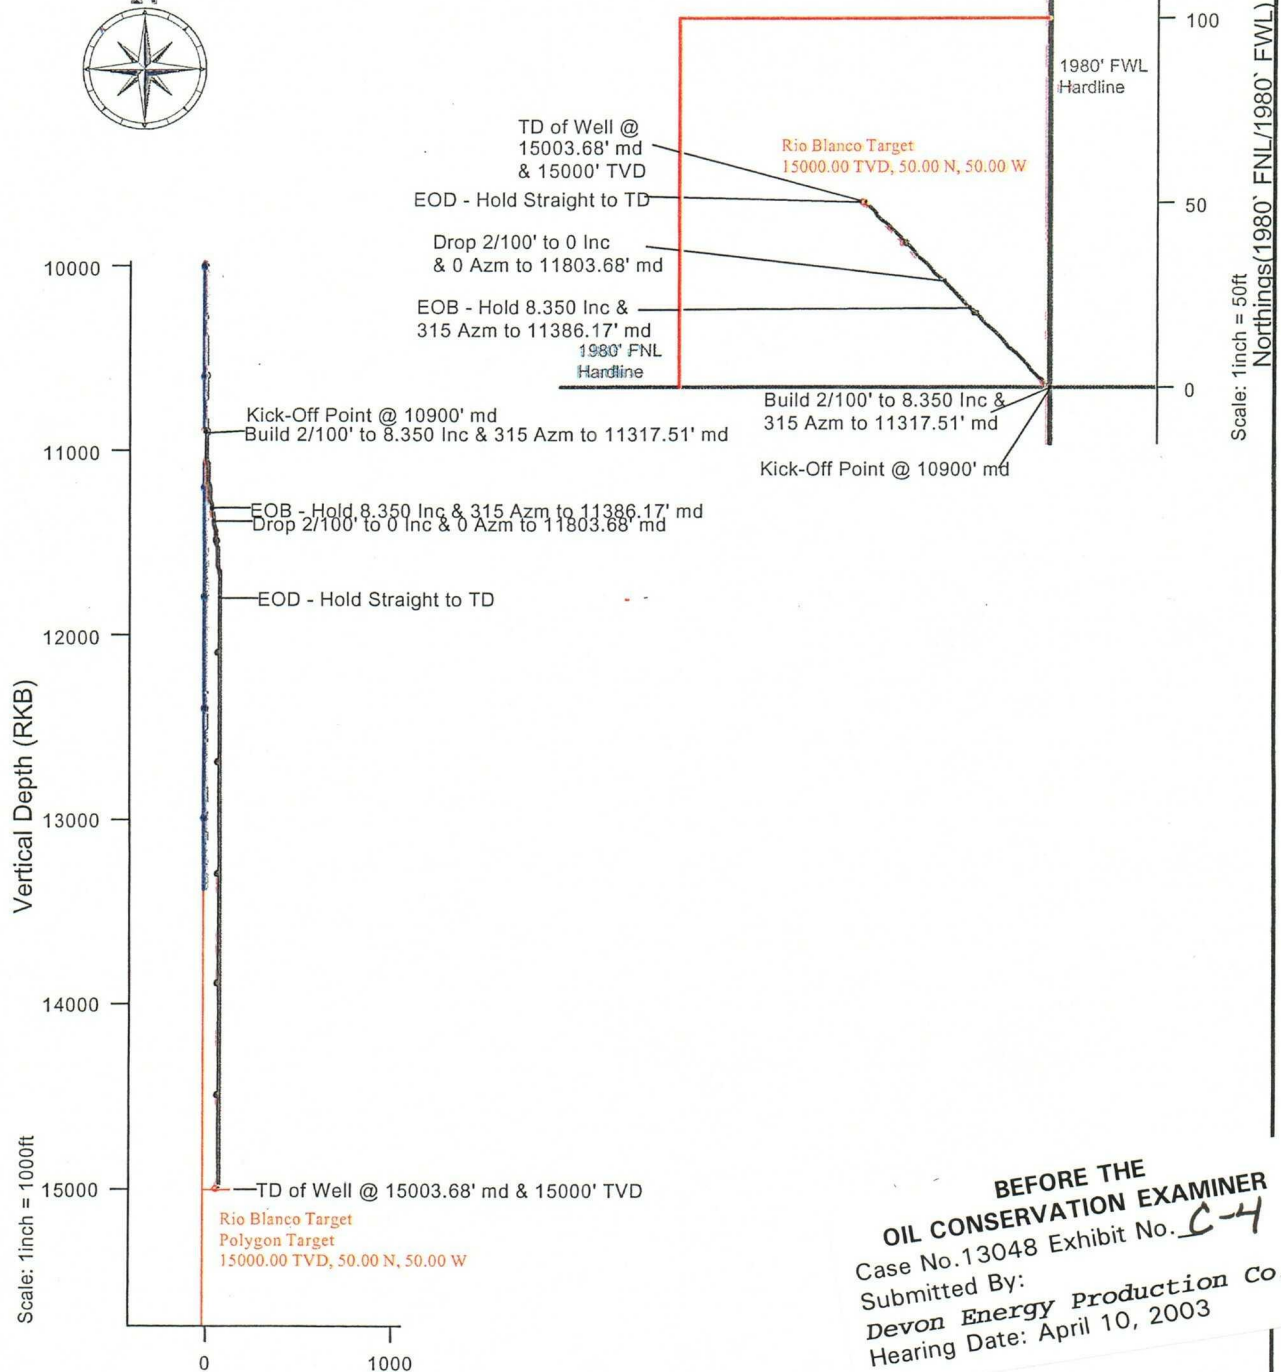 100
1980' FWL
Hardline
TD of Well @
15003.68' md
& 15000' TVD
Rio Blanco Target
15000.00 TVD, 50.00 N, 50.00 W
EOD - Hold Straight to TD
50
Drop 2/100' to 0 Inc
& 0 Azm to 11803.68' md
EOB - Hold 8.350 Inc &
315 Azm to 11386.17' md
1980' FNL
Hardline
0
Build 2/100' to 8.350 Inc &
315 Azm to 11317.51' md
Kick-Off Point @ 10900' md
Scale: 1inch = 50ft
Northings(1980` FNL/1980` FWL)
10000
Kick-Off Point @ 10900' md
Build 2/100' to 8.350 Inc & 315 Azm to 11317.51' md
11000
EOB - Hold 8.350 Inc & 315 Azm to 11386.17' md
Drop 2/100' to 0 Inc & 0 Azm to 11803.68' md
EOD - Hold Straight to TD
12000
Vertical Depth (RKB)
13000
14000
15000
TD of Well @ 15003.68' md & 15000' TVD
Rio Blanco Target
Polygon Target
15000.00 TVD, 50.00 N, 50.00 W
Scale: 1inch = 1000ft
0
1000
BEFORE THE
OIL CONSERVATION EXAMINER
Case No.13048 Exhibit No. C-4
Submitted By:
Devon Energy Production Co
Hearing Date: April 10, 2003